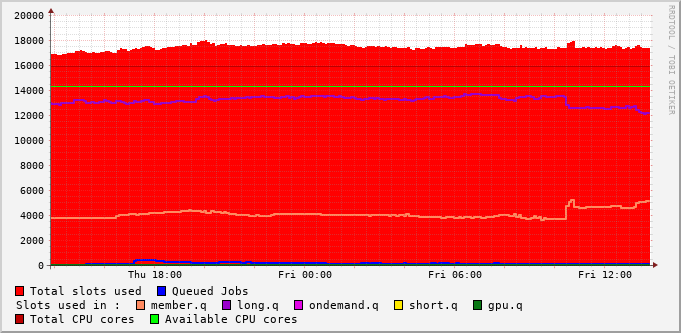 20000
18000
16000
14000
12000
10000
8000
6000
4000
2000
0
Thu 18:00 Fri 00:00 Fri 06:00 Fri 12:00
Total slots used Queued Jobs
Slots used in : member.q long.q ondemand.q short.q gpu.q
Total CPU cores Available CPU cores
RRDTOOL / TOBI OETIKER